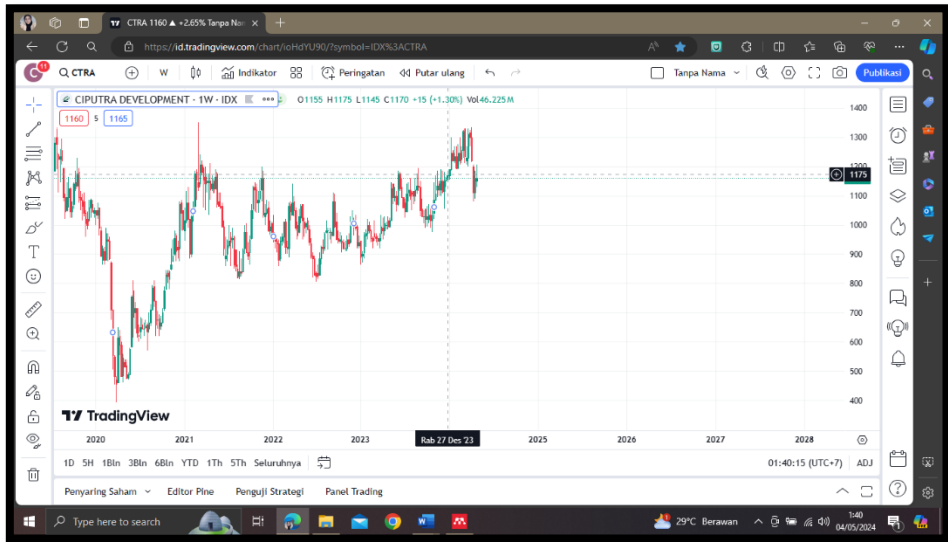 CTRA 1160 ▲ +2.65% Tanpa Na
https://id.tradingview.com/chart/ioHdYU90/?symbol=IDX%3ACTRA
C 11 CTRA W Indikator Peringatan Putar ulang Tanpa Nama Publikasi
CIPUTRA DEVELOPMENT · 1W · IDX O1155 H1175 L1145 C1170 +15 (+1.30%) Vol46.225M
1160 5 1165
1400
1300
1200
1175
1100
1000
900
800
700
600
500
400
TradingView
2020 2021 2022 2023 Rab 27 Des '23 2025 2026 2027 2028
1D 5H 1Bln 3Bln 6Bln YTD 1Th 5Th Seluruhnya 01:40:15 (UTC+7) ADJ
Penyaring Saham Editor Pine Penguji Strategi Panel Trading
Type here to search 29°C Berawan 1:40
04/05/2024